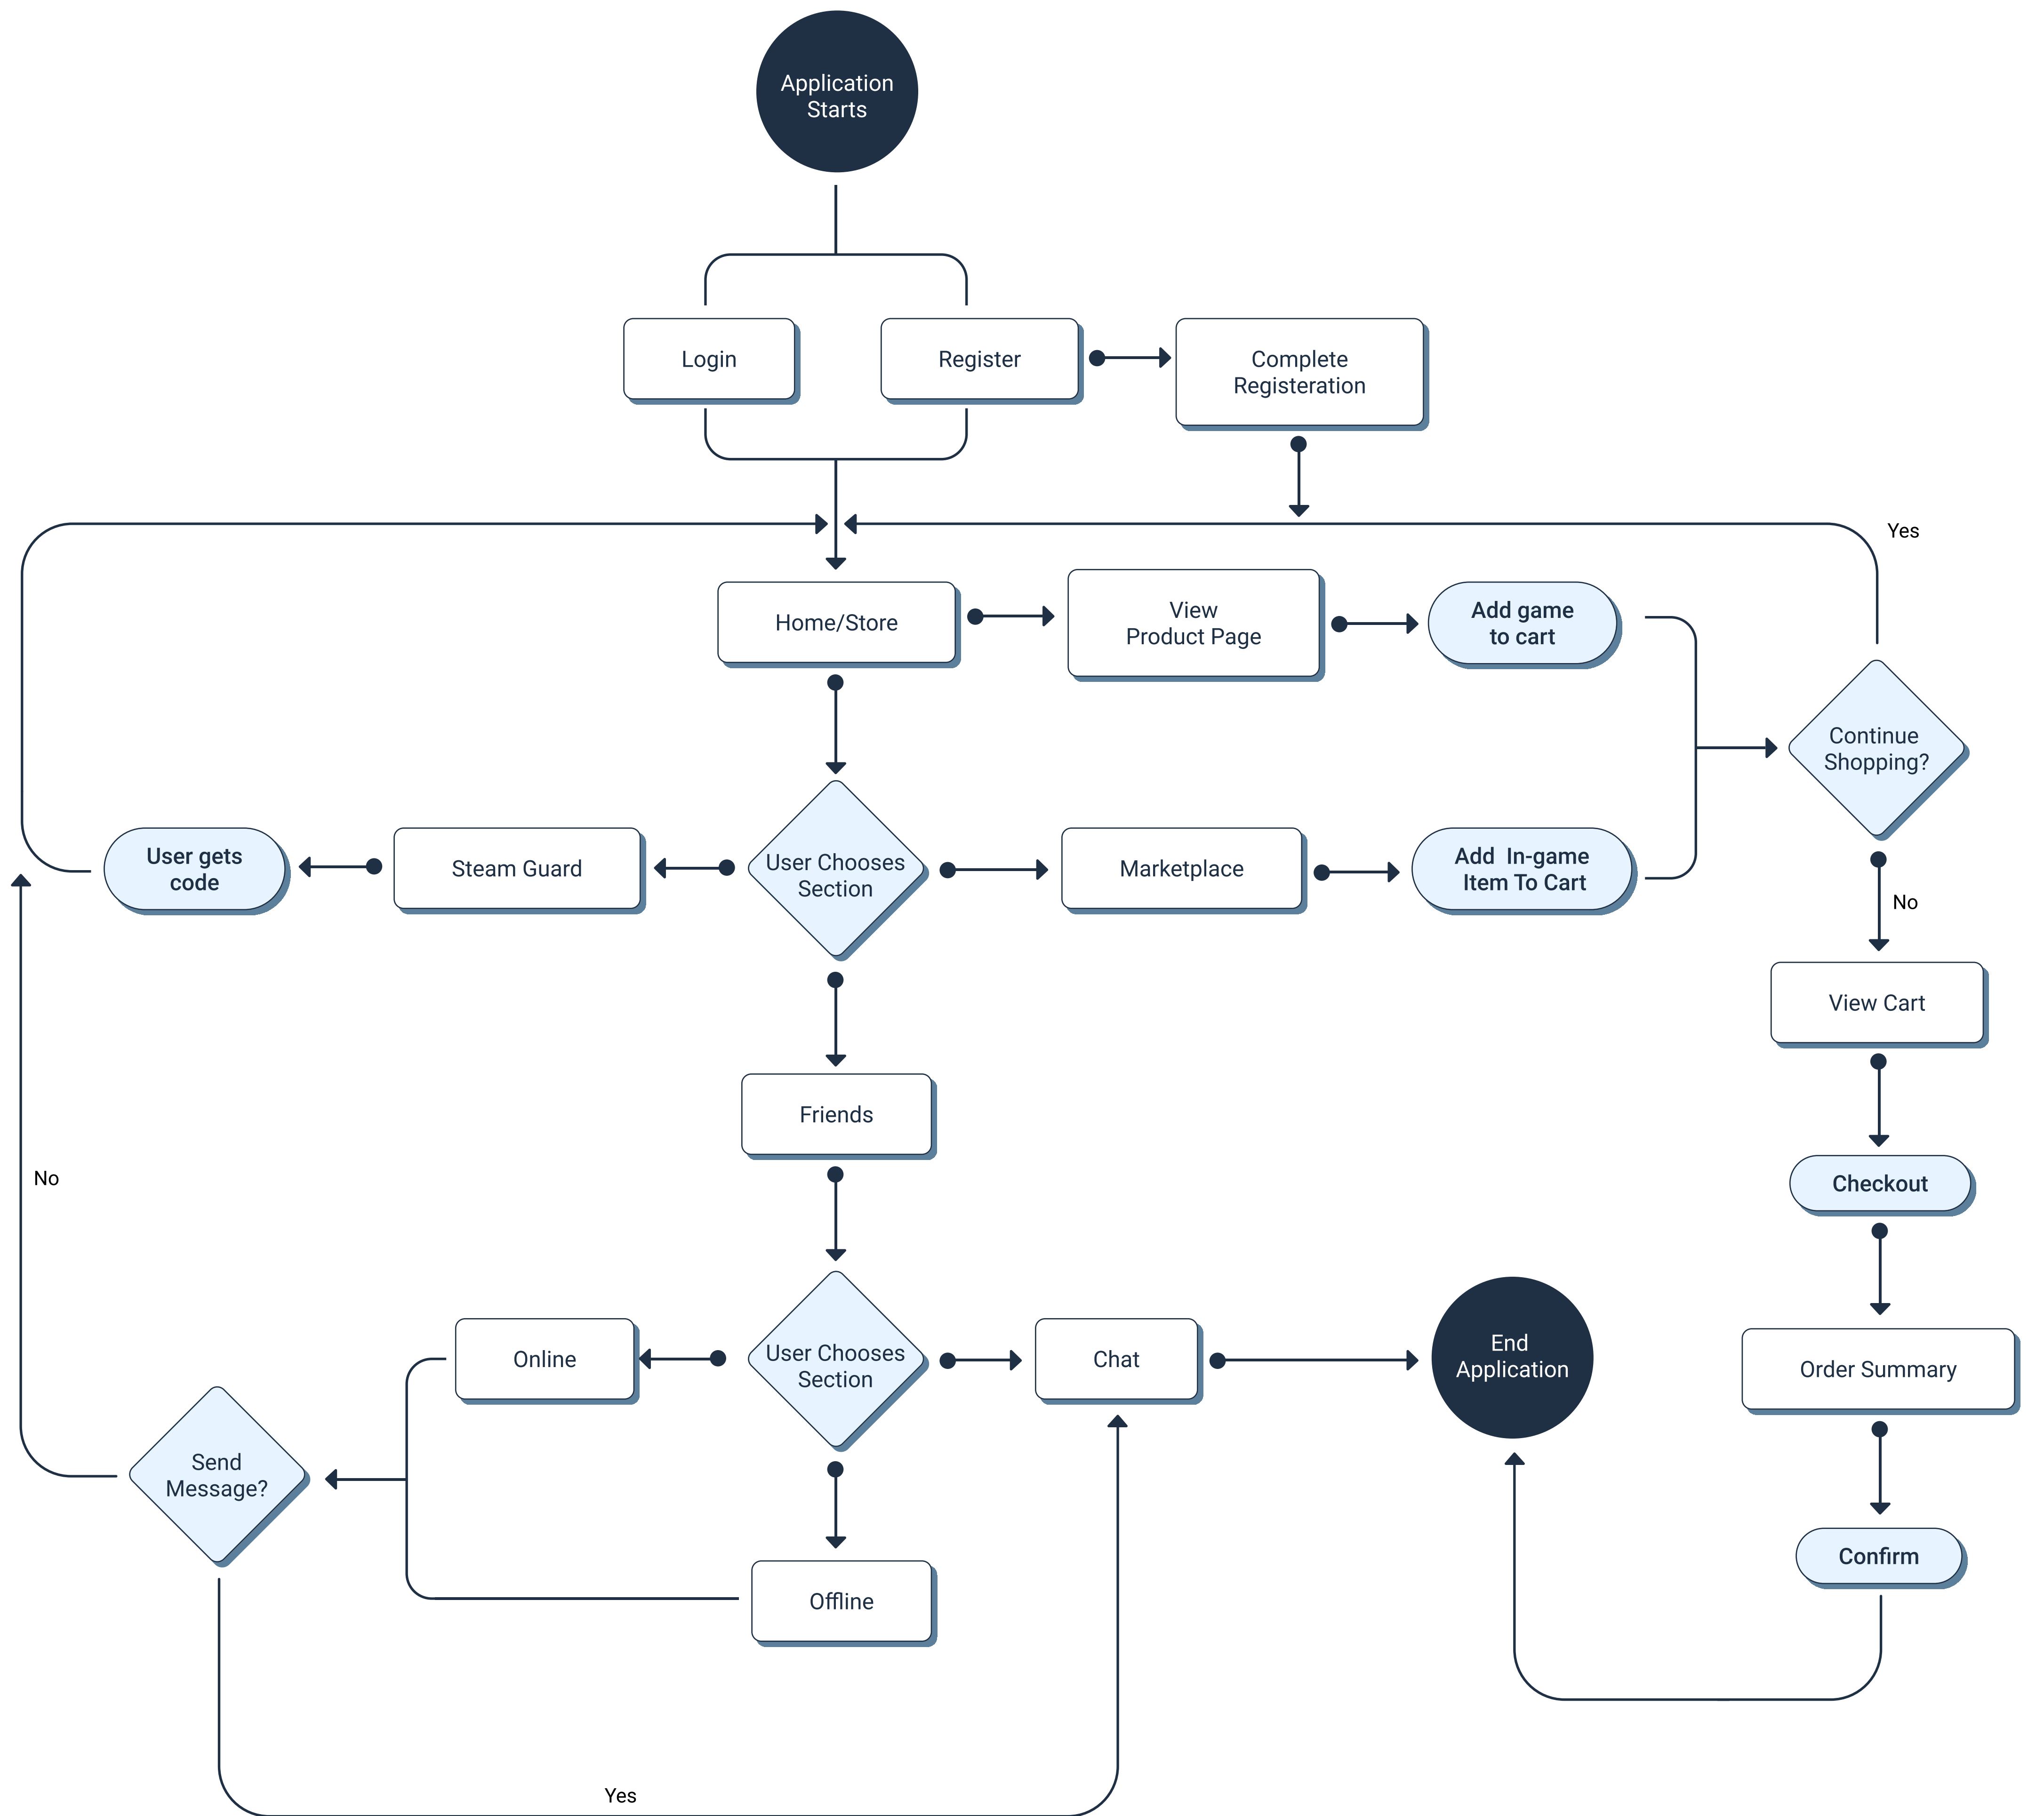 Application
Starts
Login
Register
Complete
Registeration
Yes
Home/Store
View
Product Page
Add game
to cart
Continue
Shopping?
User gets
code
Steam Guard
User Chooses
Section
Marketplace
Add In-game
Item To Cart
No
View Cart
Friends
No
Checkout
Online
User Chooses
Section
Chat
End
Application
Order Summary
Send
Message?
Offline
Confirm
Yes